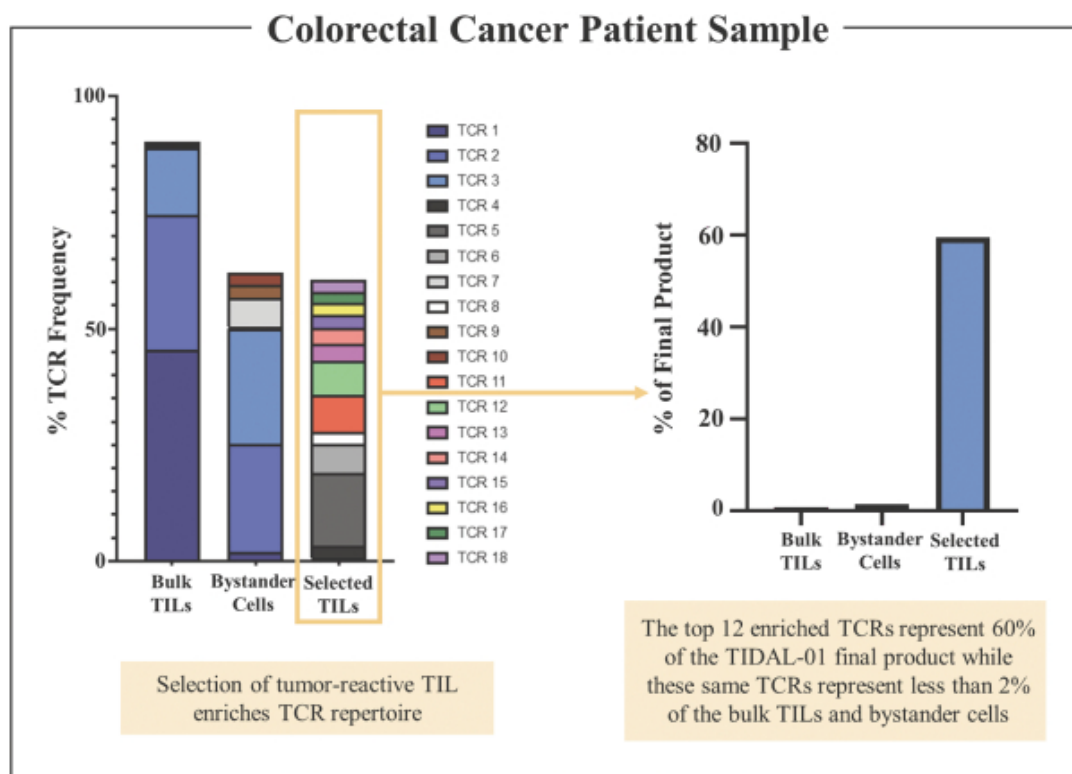 Colorectal Cancer Patient Sample
% TCR Frequency
100
50
0
Bulk
TILs
Bystander
Cells
Selected
TILs
TCR 1
TCR 2
TCR 3
TCR 4
TCR 5
TCR 6
TCR 7
TCR 8
TCR 9
TCR 10
TCR 11
TCR 12
TCR 13
TCR 14
TCR 15
TCR 16
TCR 17
TCR 18
% of Final Product
80
60
40
20
0
Bulk
TILs
Bystander
Cells
Selected
TILs
Selection of tumor-reactive TIL
enriches TCR repertoire
The top 12 enriched TCRs represent 60%
of the TIDAL-01 final product while
these same TCRs represent less than 2%
of the bulk TILs and bystander cells